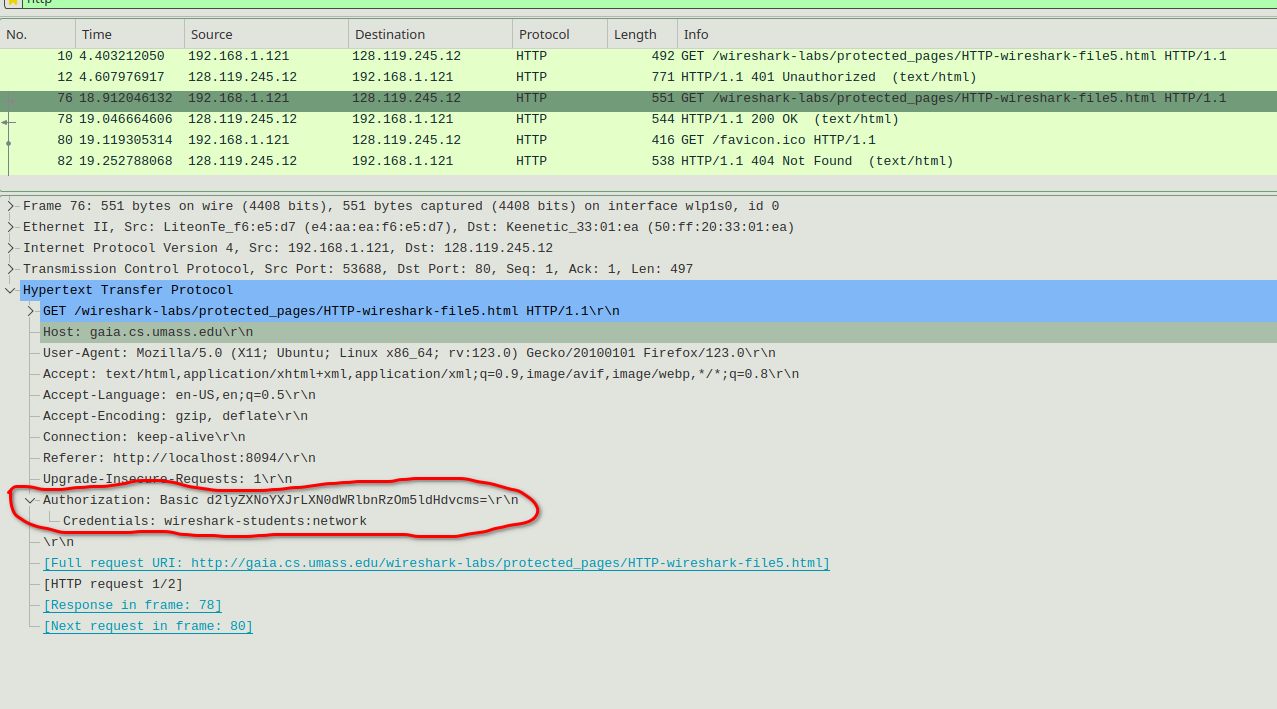 http
No. Time Source Destination Protocol Length Info
10 4.403212050 192.168.1.121 128.119.245.12 HTTP 492 GET /wireshark-labs/protected_pages/HTTP-wireshark-file5.html HTTP/1.1
12 4.607976917 128.119.245.12 192.168.1.121 HTTP 771 HTTP/1.1 401 Unauthorized (text/html)
76 18.912046132 192.168.1.121 128.119.245.12 HTTP 551 GET /wireshark-labs/protected_pages/HTTP-wireshark-file5.html HTTP/1.1
78 19.046664606 128.119.245.12 192.168.1.121 HTTP 544 HTTP/1.1 200 OK (text/html)
80 19.119305314 192.168.1.121 128.119.245.12 HTTP 416 GET /favicon.ico HTTP/1.1
82 19.252788068 128.119.245.12 192.168.1.121 HTTP 538 HTTP/1.1 404 Not Found (text/html)
Frame 76: 551 bytes on wire (4408 bits), 551 bytes captured (4408 bits) on interface wlp1s0, id 0
Ethernet II, Src: LiteonTe_f6:e5:d7 (e4:aa:ea:f6:e5:d7), Dst: Keenetic_33:01:ea (50:ff:20:33:01:ea)
Internet Protocol Version 4, Src: 192.168.1.121, Dst: 128.119.245.12
Transmission Control Protocol, Src Port: 53688, Dst Port: 80, Seq: 1, Ack: 1, Len: 497
Hypertext Transfer Protocol
GET /wireshark-labs/protected_pages/HTTP-wireshark-file5.html HTTP/1.1\r\n
Host: gaia.cs.umass.edu\r\n
User-Agent: Mozilla/5.0 (X11; Ubuntu; Linux x86_64; rv:123.0) Gecko/20100101 Firefox/123.0\r\n
Accept: text/html,application/xhtml+xml,application/xml;q=0.9,image/avif,image/webp,*/*;q=0.8\r\n
Accept-Language: en-US,en;q=0.5\r\n
Accept-Encoding: gzip, deflate\r\n
Connection: keep-alive\r\n
Referer: http://localhost:8094/\r\n
Upgrade-Insecure-Requests: 1\r\n
Authorization: Basic d2lyZXNoYXJrLXN0dWRlbnRzOm5ldHdvcms=\r\n
Credentials: wireshark-students:network
\r\n
[Full request URI: http://gaia.cs.umass.edu/wireshark-labs/protected_pages/HTTP-wireshark-file5.html]
[HTTP request 1/2]
[Response in frame: 78]
[Next request in frame: 80]